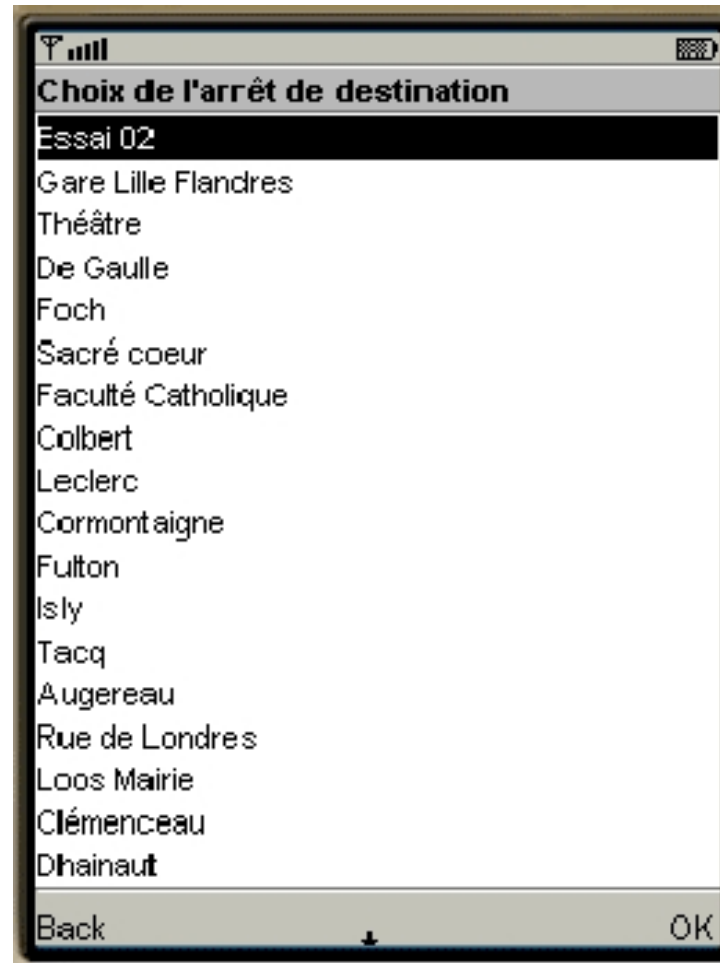 Choix de l'arrêt de destination
Essai 02
Gare Lille Flandres
Théâtre
De Gaulle
Foch
Sacré coeur
Faculté Catholique
Colbert
Leclerc
Cormontaigne
Fulton
Isly
Tacq
Augereau
Rue de Londres
Loos Mairie
Clémenceau
Dhainaut
Back OK